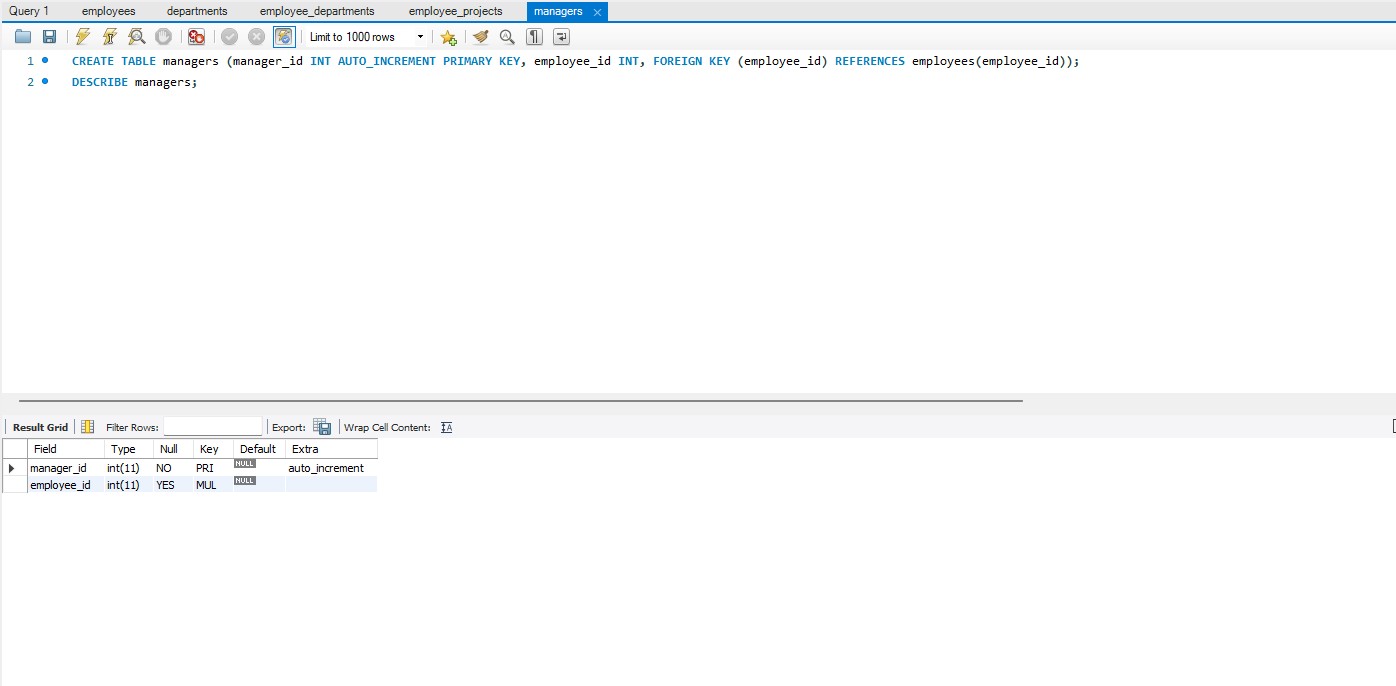 Query 1 employees departments employee_departments employee_projects managers
Limit to 1000 rows
1 CREATE TABLE managers (manager_id INT AUTO_INCREMENT PRIMARY KEY, employee_id INT, FOREIGN KEY (employee_id) REFERENCES employees(employee_id));
2 DESCRIBE managers;
Result Grid Filter Rows: Export: Wrap Cell Content:
Field Type Null Key Default Extra
manager_id int(11) NO PRI NULL auto_increment
employee_id int(11) YES MUL NULL